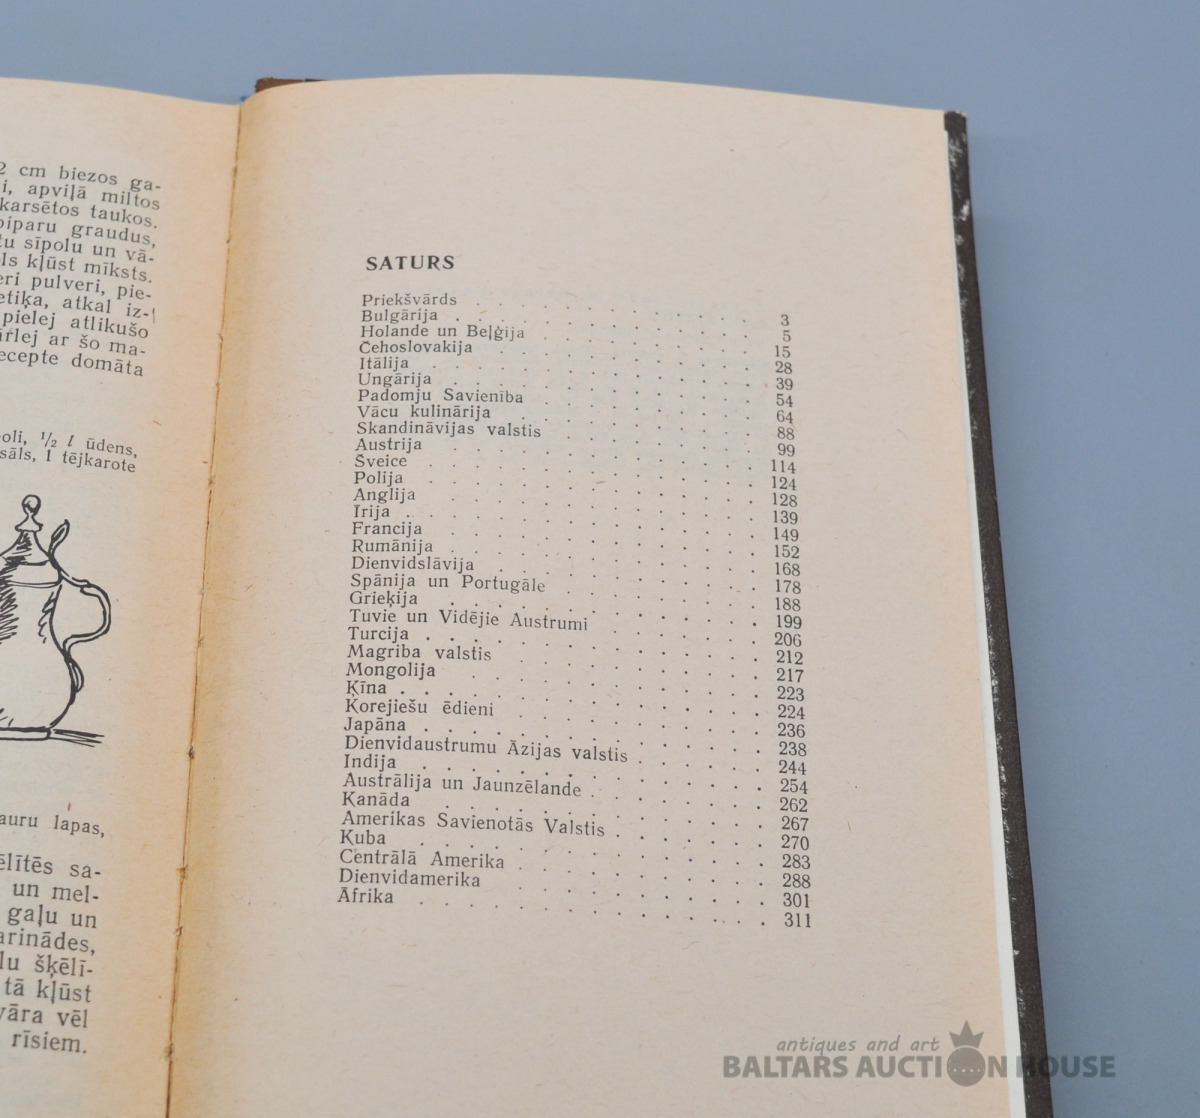 2 cm biezos ga-
i, apviļā miltos
karsētos taukos.
piparu graudus,
tu sīpolu un vā-
ls kļūst mīksts.
eri pulveri, pie-
etiķa, atkal iz-
pielej atlikušo
ārlej ar šo ma-
ecepte domāta
oli, 1/2 l ūdens,
sāls, 1 tējkarote
auru lapas,
ēlītēs sa-
un mel-
gaļu un
arinādes,
lu šķēlī-
tā kļūst
vāra vēl
rīsiem.
SATURS
Priekšvārds . . . 3
Bulgārija . . . 5
Holande un Beļģija . . . 15
Čehoslovakija . . . 28
Itālija . . . 39
Ungārija . . . 54
Padomju Savienība . . . 64
Vācu kulinārija . . . 88
Skandināvijas valstis . . . 99
Austrija . . . 114
Šveice . . . 124
Polija . . . 128
Anglija . . . 139
Īrija . . . 149
Francija . . . 152
Rumānija . . . 168
Dienvidslāvija . . . 178
Spānija un Portugāle . . . 188
Grieķija . . . 199
Tuvie un Vidējie Austrumi . . . 206
Turcija . . . 212
Magriba valstis . . . 217
Mongolija . . . 223
Ķīna . . . 224
Korejiešu ēdieni . . . 236
Japāna . . . 238
Dienvidaustrumu Āzijas valstis . . . 244
Indija . . . 254
Austrālija un Jaunzēlande . . . 262
Kanāda . . . 267
Amerikas Savienotās Valstis . . . 270
Kuba . . . 283
Centrālā Amerika . . . 288
Dienvidamerika . . . 301
Āfrika . . . 311
antiques and art
BALTARS AUCTION HOUSE